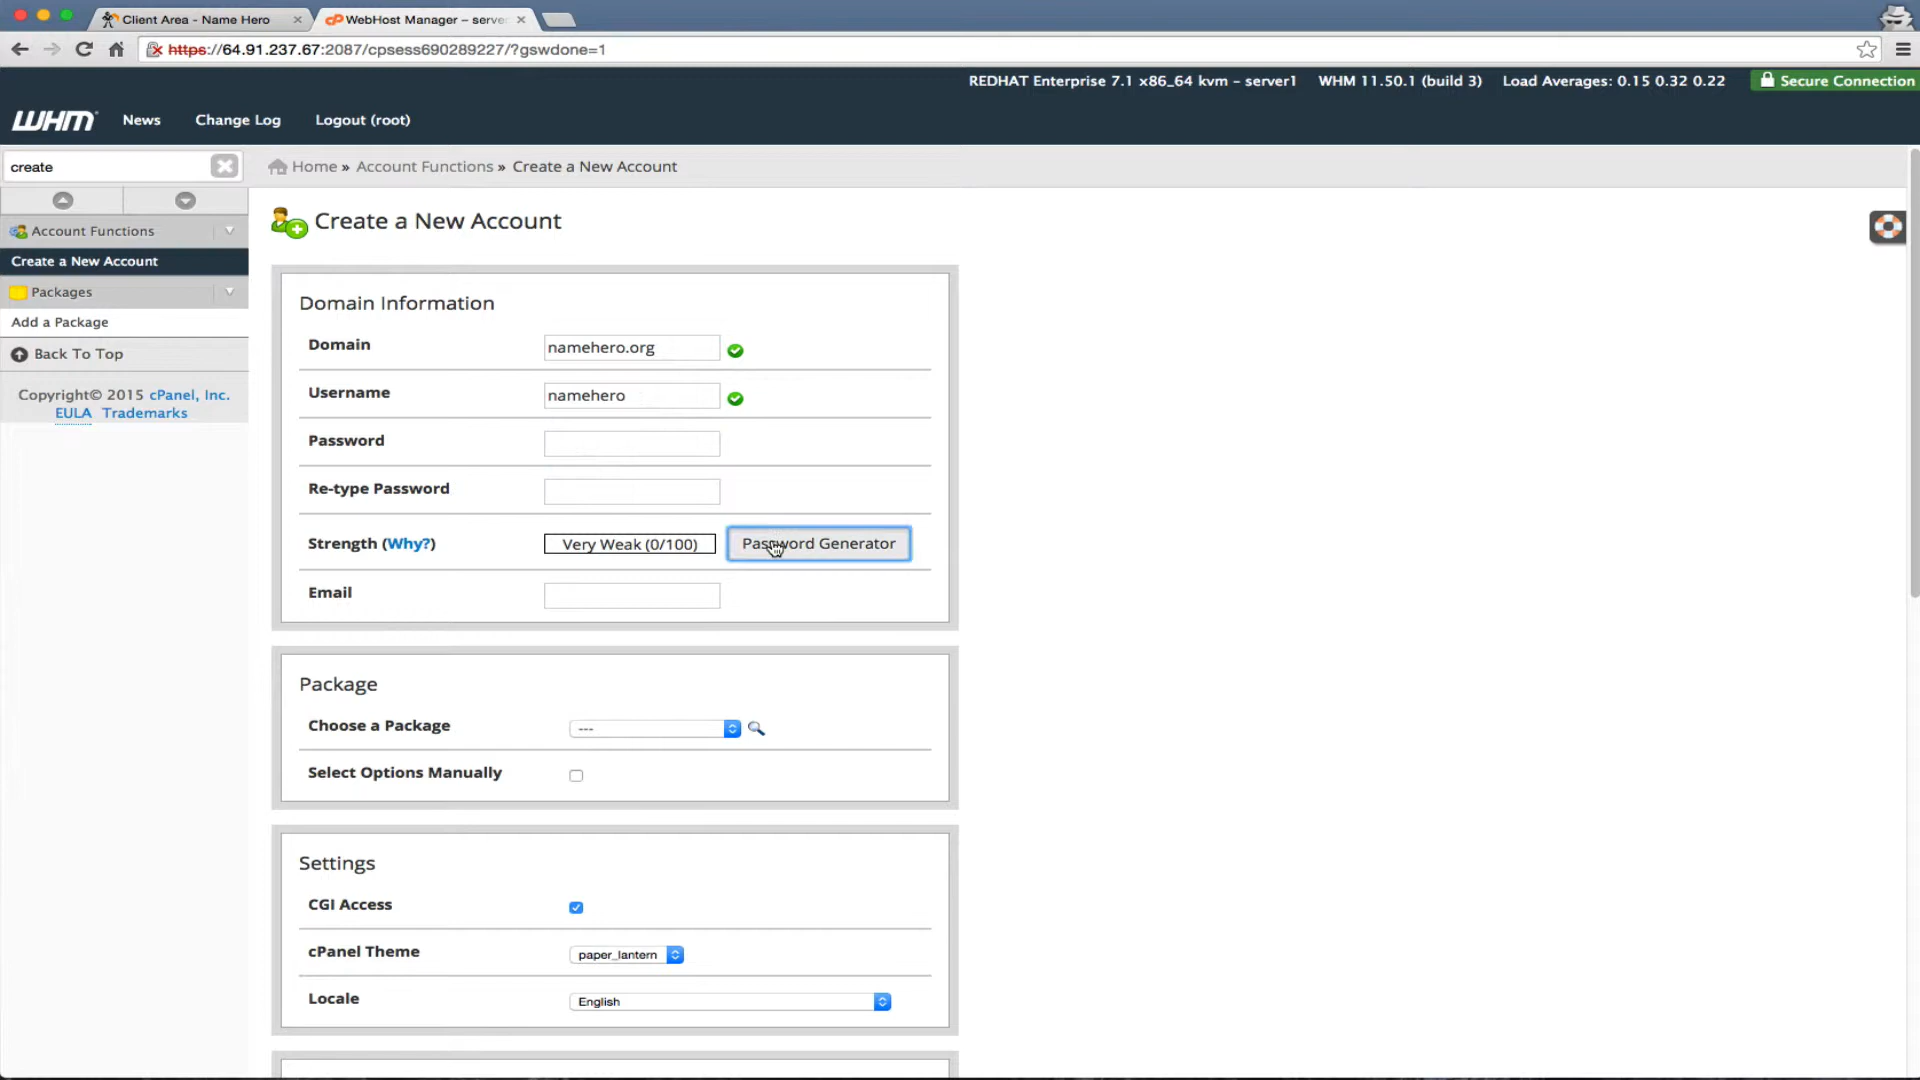 Client Area - Name Hero
WebHost Manager – serve
https://64.91.237.67:2087/cpsess690289227/?gswdone=1
REDHAT Enterprise 7.1 x86_64 kvm – server1 WHM 11.50.1 (build 3) Load Averages: 0.15 0.32 0.22 Secure Connection
WHM News Change Log Logout (root)
create
Home » Account Functions » Create a New Account
Account Functions
Create a New Account
Packages
Add a Package
Back To Top
Copyright© 2015 cPanel, Inc.
EULA Trademarks
Create a New Account
Domain Information
Domain namehero.org
Username namehero
Password
Re-type Password
Strength (Why?) Very Weak (0/100) Password Generator
Email
Package
Choose a Package ---
Select Options Manually
Settings
CGI Access
cPanel Theme paper_lantern
Locale English